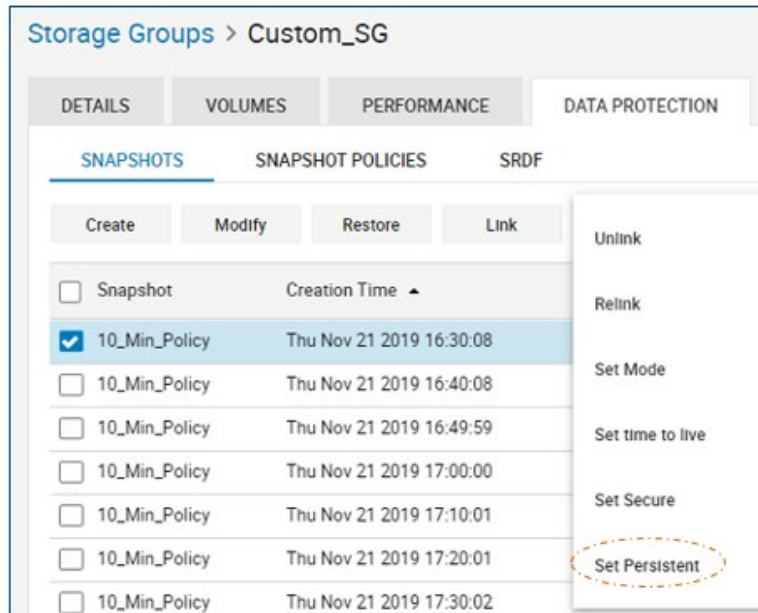 Storage Groups > Custom_SG
DETAILS VOLUMES PERFORMANCE DATA PROTECTION
SNAPSHOTS SNAPSHOT POLICIES SRDF
Create Modify Restore Link
Unlink
Relink
Set Mode
Set time to live
Set Secure
Set Persistent
Snapshot Creation Time
10_Min_Policy Thu Nov 21 2019 16:30:08
10_Min_Policy Thu Nov 21 2019 16:40:08
10_Min_Policy Thu Nov 21 2019 16:49:59
10_Min_Policy Thu Nov 21 2019 17:00:00
10_Min_Policy Thu Nov 21 2019 17:10:01
10_Min_Policy Thu Nov 21 2019 17:20:01
10_Min_Policy Thu Nov 21 2019 17:30:02